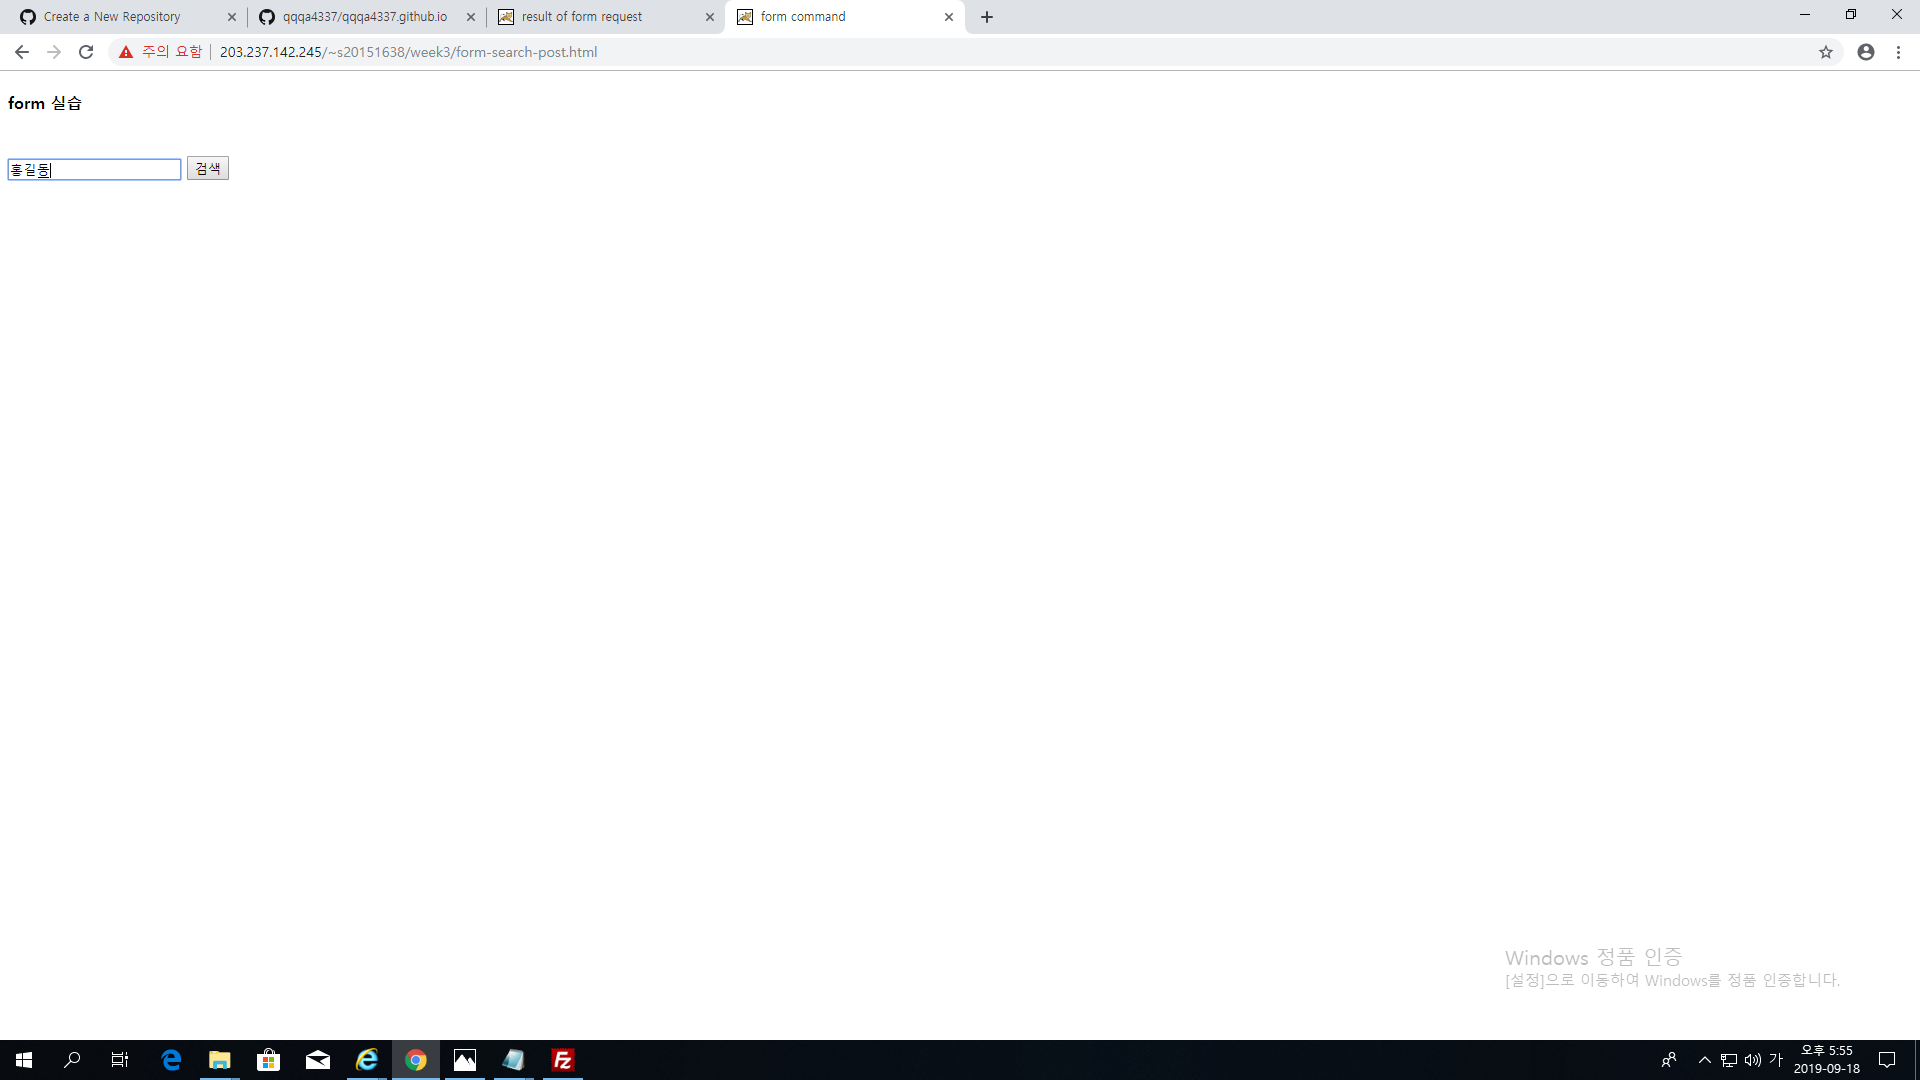 Create a New Repository
qqqa4337/qqqa4337.github.io
result of form request
form command
주의 요함
203.237.142.245/~s20151638/week3/form-search-post.html
form 실습
홍길동
검색
Windows 정품 인증
[설정]으로 이동하여 Windows를 정품 인증합니다.
가
오후 5:55
2019-09-18